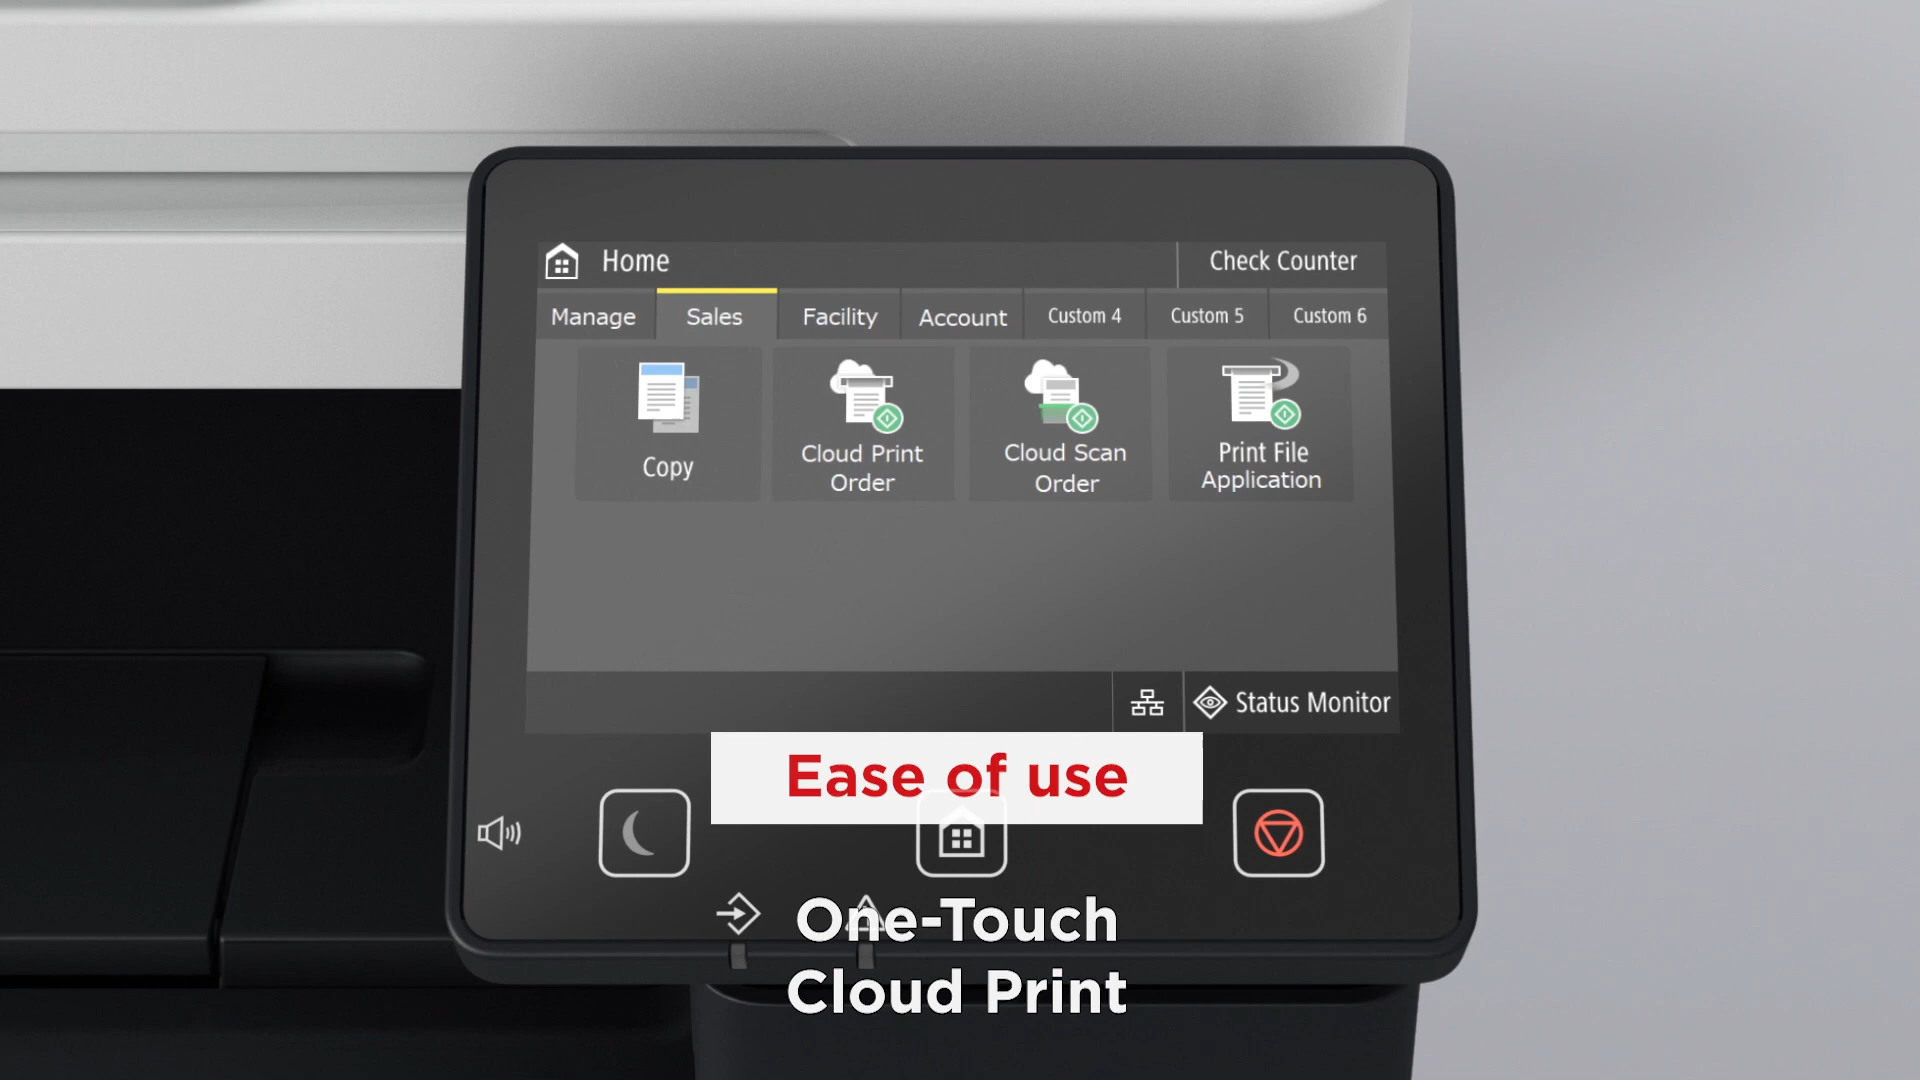 Home
Check Counter
Manage
Sales
Facility
Account
Custom 4
Custom 5
Custom 6
Copy
Cloud Print
Order
Cloud Scan
Order
Print File
Application
Status Monitor
Ease of use
One-Touch
Cloud Print